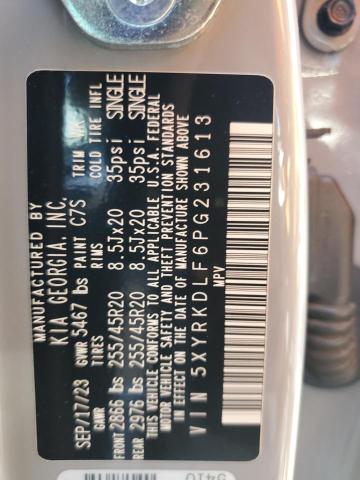 MANUFACTURED BY
KIA GEORGIA, INC.
SEP/17/23 GVWR 5467 lbs PAINT C7S TRIM
GAWR TIRES RIMS COLD TIRE INFL
FRONT 2866 lbs 255/45R20 8.5Jx20 35psi SINGLE
REAR 2976 lbs 255/45R20 8.5Jx20 35psi SINGLE
THIS VEHICLE CONFORMS TO ALL APPLICABLE U.S.A. FEDERAL
MOTOR VEHICLE SAFETY, BUMPER, AND THEFT PREVENTION STANDARDS
IN EFFECT ON THE DATE OF MANUFACTURE SHOWN ABOVE
VIN 5XYRKDLF6PG231613
MPV